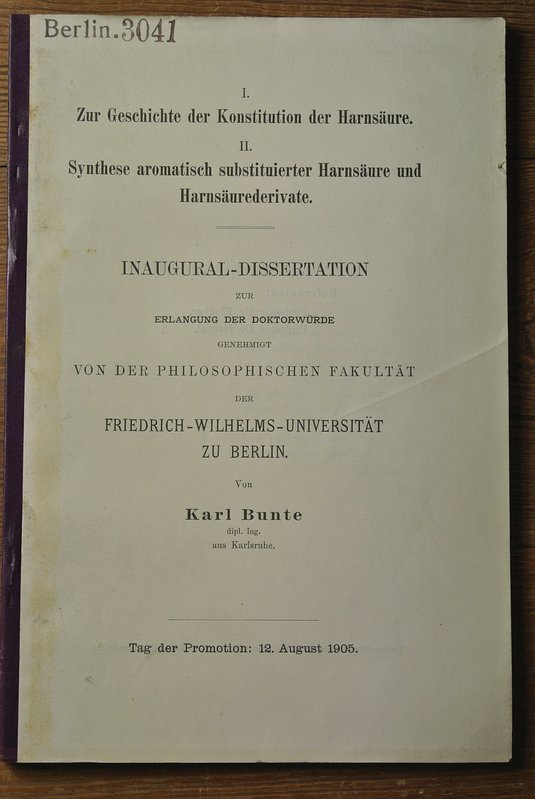 Berlin.3041
I.
Zur Geschichte der Konstitution der Harnsäure.
II.
Synthese aromatisch substituierter Harnsäure und
Harnsäurederivate.
INAUGURAL-DISSERTATION
ZUR
ERLANGUNG DER DOKTORWÜRDE
GENEHMIGT
VON DER PHILOSOPHISCHEN FAKULTÄT
DER
FRIEDRICH-WILHELMS-UNIVERSITÄT
ZU BERLIN.
Von
Karl Bunte
dipl. Ing.
aus Karlsruhe.
Tag der Promotion: 12. August 1905.